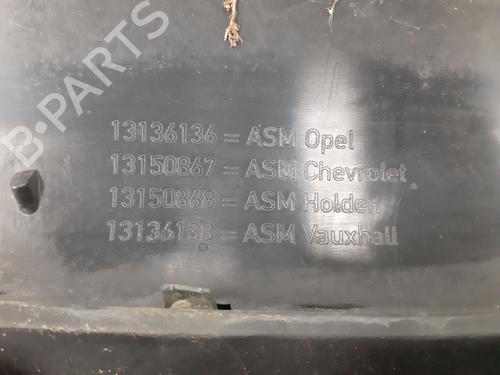 B-PARTS
13136136 = ASM Opel
13150867 = ASM Chevrolet
13150868 = ASM Holden
13136138 = ASM Vauxhall